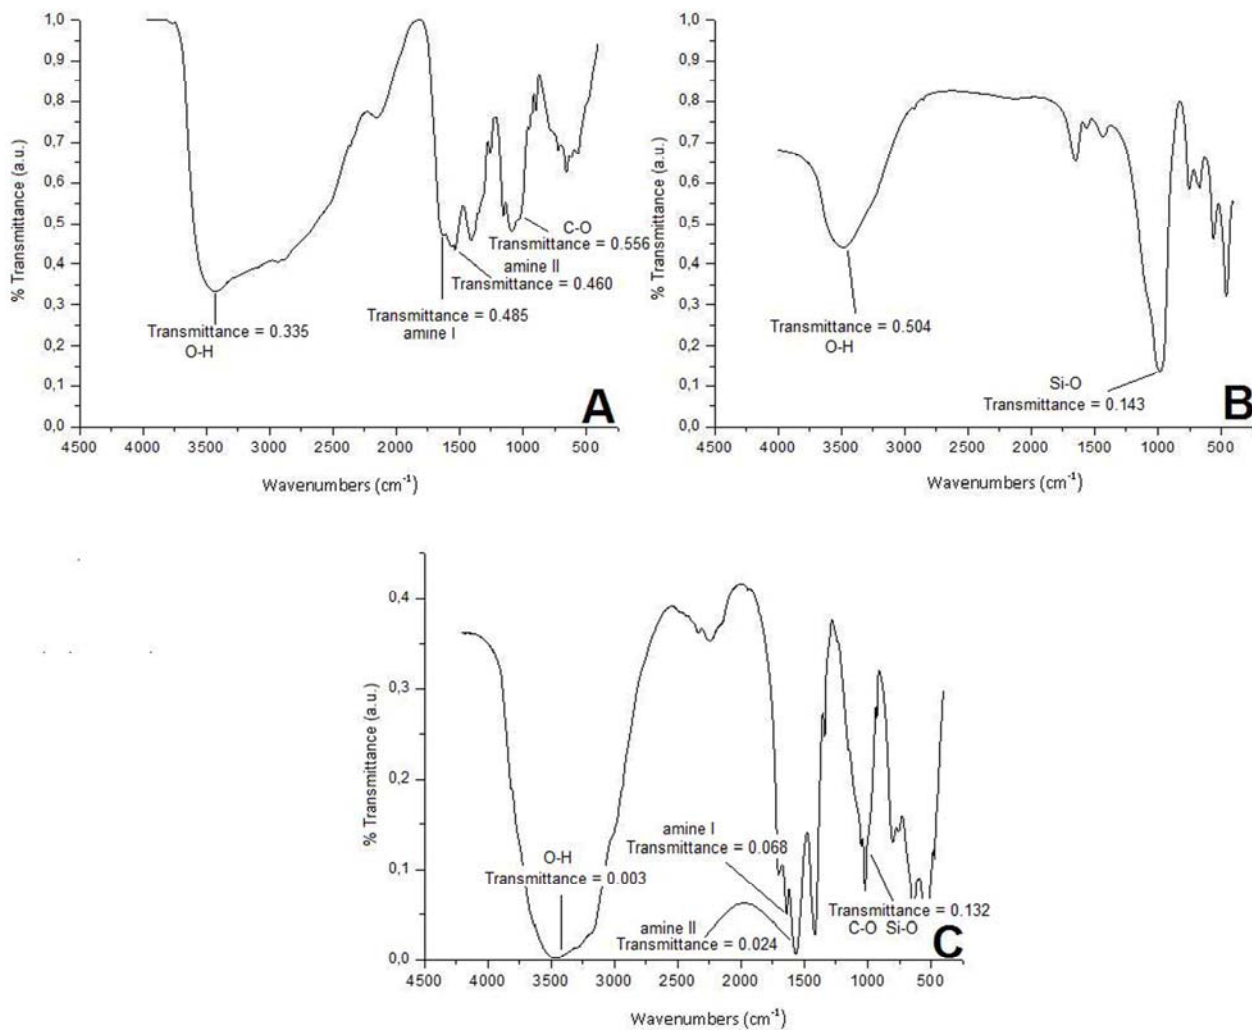 1,0
0,9
0,8
0,7
0,6
0,5
0,4
0,3
0,2
0,1
0,0
% Transmittance (a.u.)
C-O
Transmittance = 0.556
amine II
Transmittance = 0.460
Transmittance = 0.485
amine I
Transmittance = 0.335
O-H
A
4500 4000 3500 3000 2500 2000 1500 1000 500
Wavenumbers (cm⁻¹)
1,0
0,9
0,8
0,7
0,6
0,5
0,4
0,3
0,2
0,1
0,0
% Transmittance (a.u.)
Transmittance = 0.504
O-H
Si-O
Transmittance = 0.143
B
4500 4000 3500 3000 2500 2000 1500 1000 500
Wavenumbers (cm⁻¹)
0,4
0,3
0,2
0,1
0,0
% Transmittance (a.u.)
amine I
Transmittance = 0.068
O-H
Transmittance = 0.003
amine II
Transmittance = 0.024
Transmittance = 0.132
C-O Si-O
C
4500 4000 3500 3000 2500 2000 1500 1000 500
Wavenumbers (cm⁻¹)